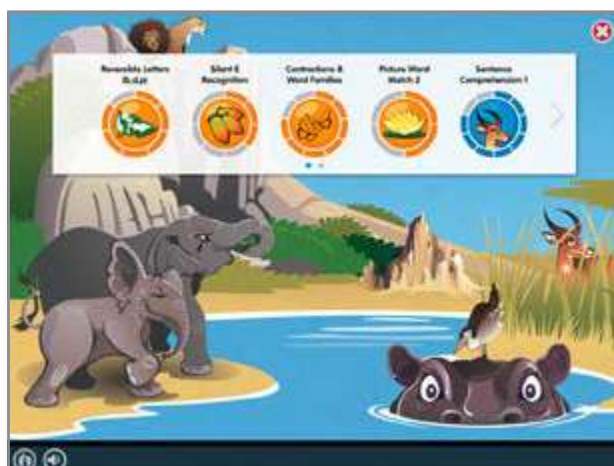 Reversible Letters
Silent E
Recognition
Contractions &
Word Families
Picture Word
Match 2
Sentence
Comprehension 1